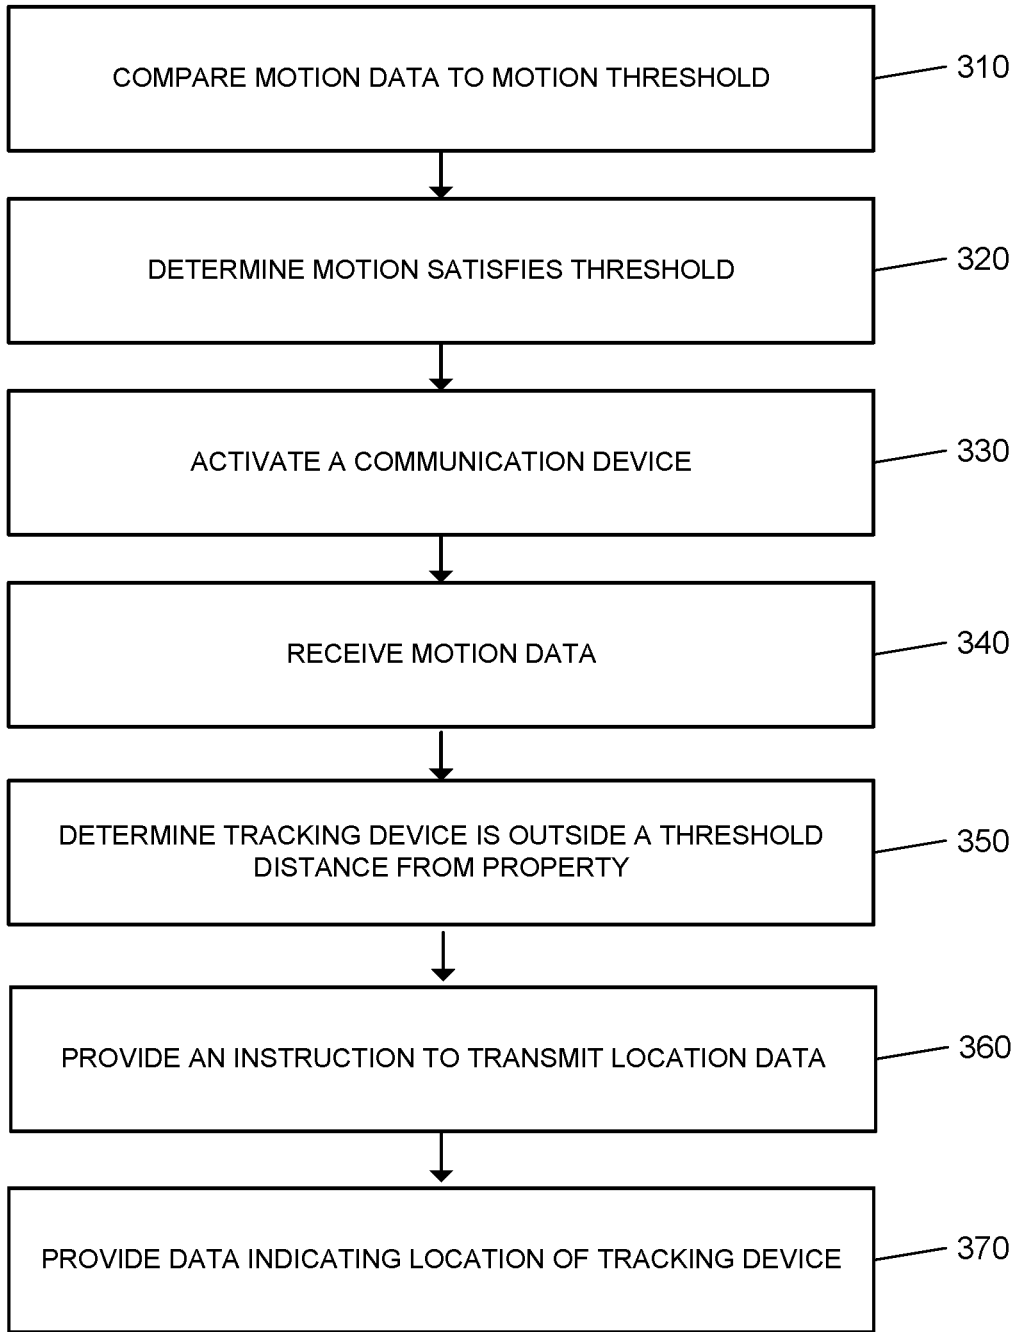 COMPARE MOTION DATA TO MOTION THRESHOLD
310
DETERMINE MOTION SATISFIES THRESHOLD
320
ACTIVATE A COMMUNICATION DEVICE
330
RECEIVE MOTION DATA
340
DETERMINE TRACKING DEVICE IS OUTSIDE A THRESHOLD
DISTANCE FROM PROPERTY
350
PROVIDE AN INSTRUCTION TO TRANSMIT LOCATION DATA
360
PROVIDE DATA INDICATING LOCATION OF TRACKING DEVICE
370